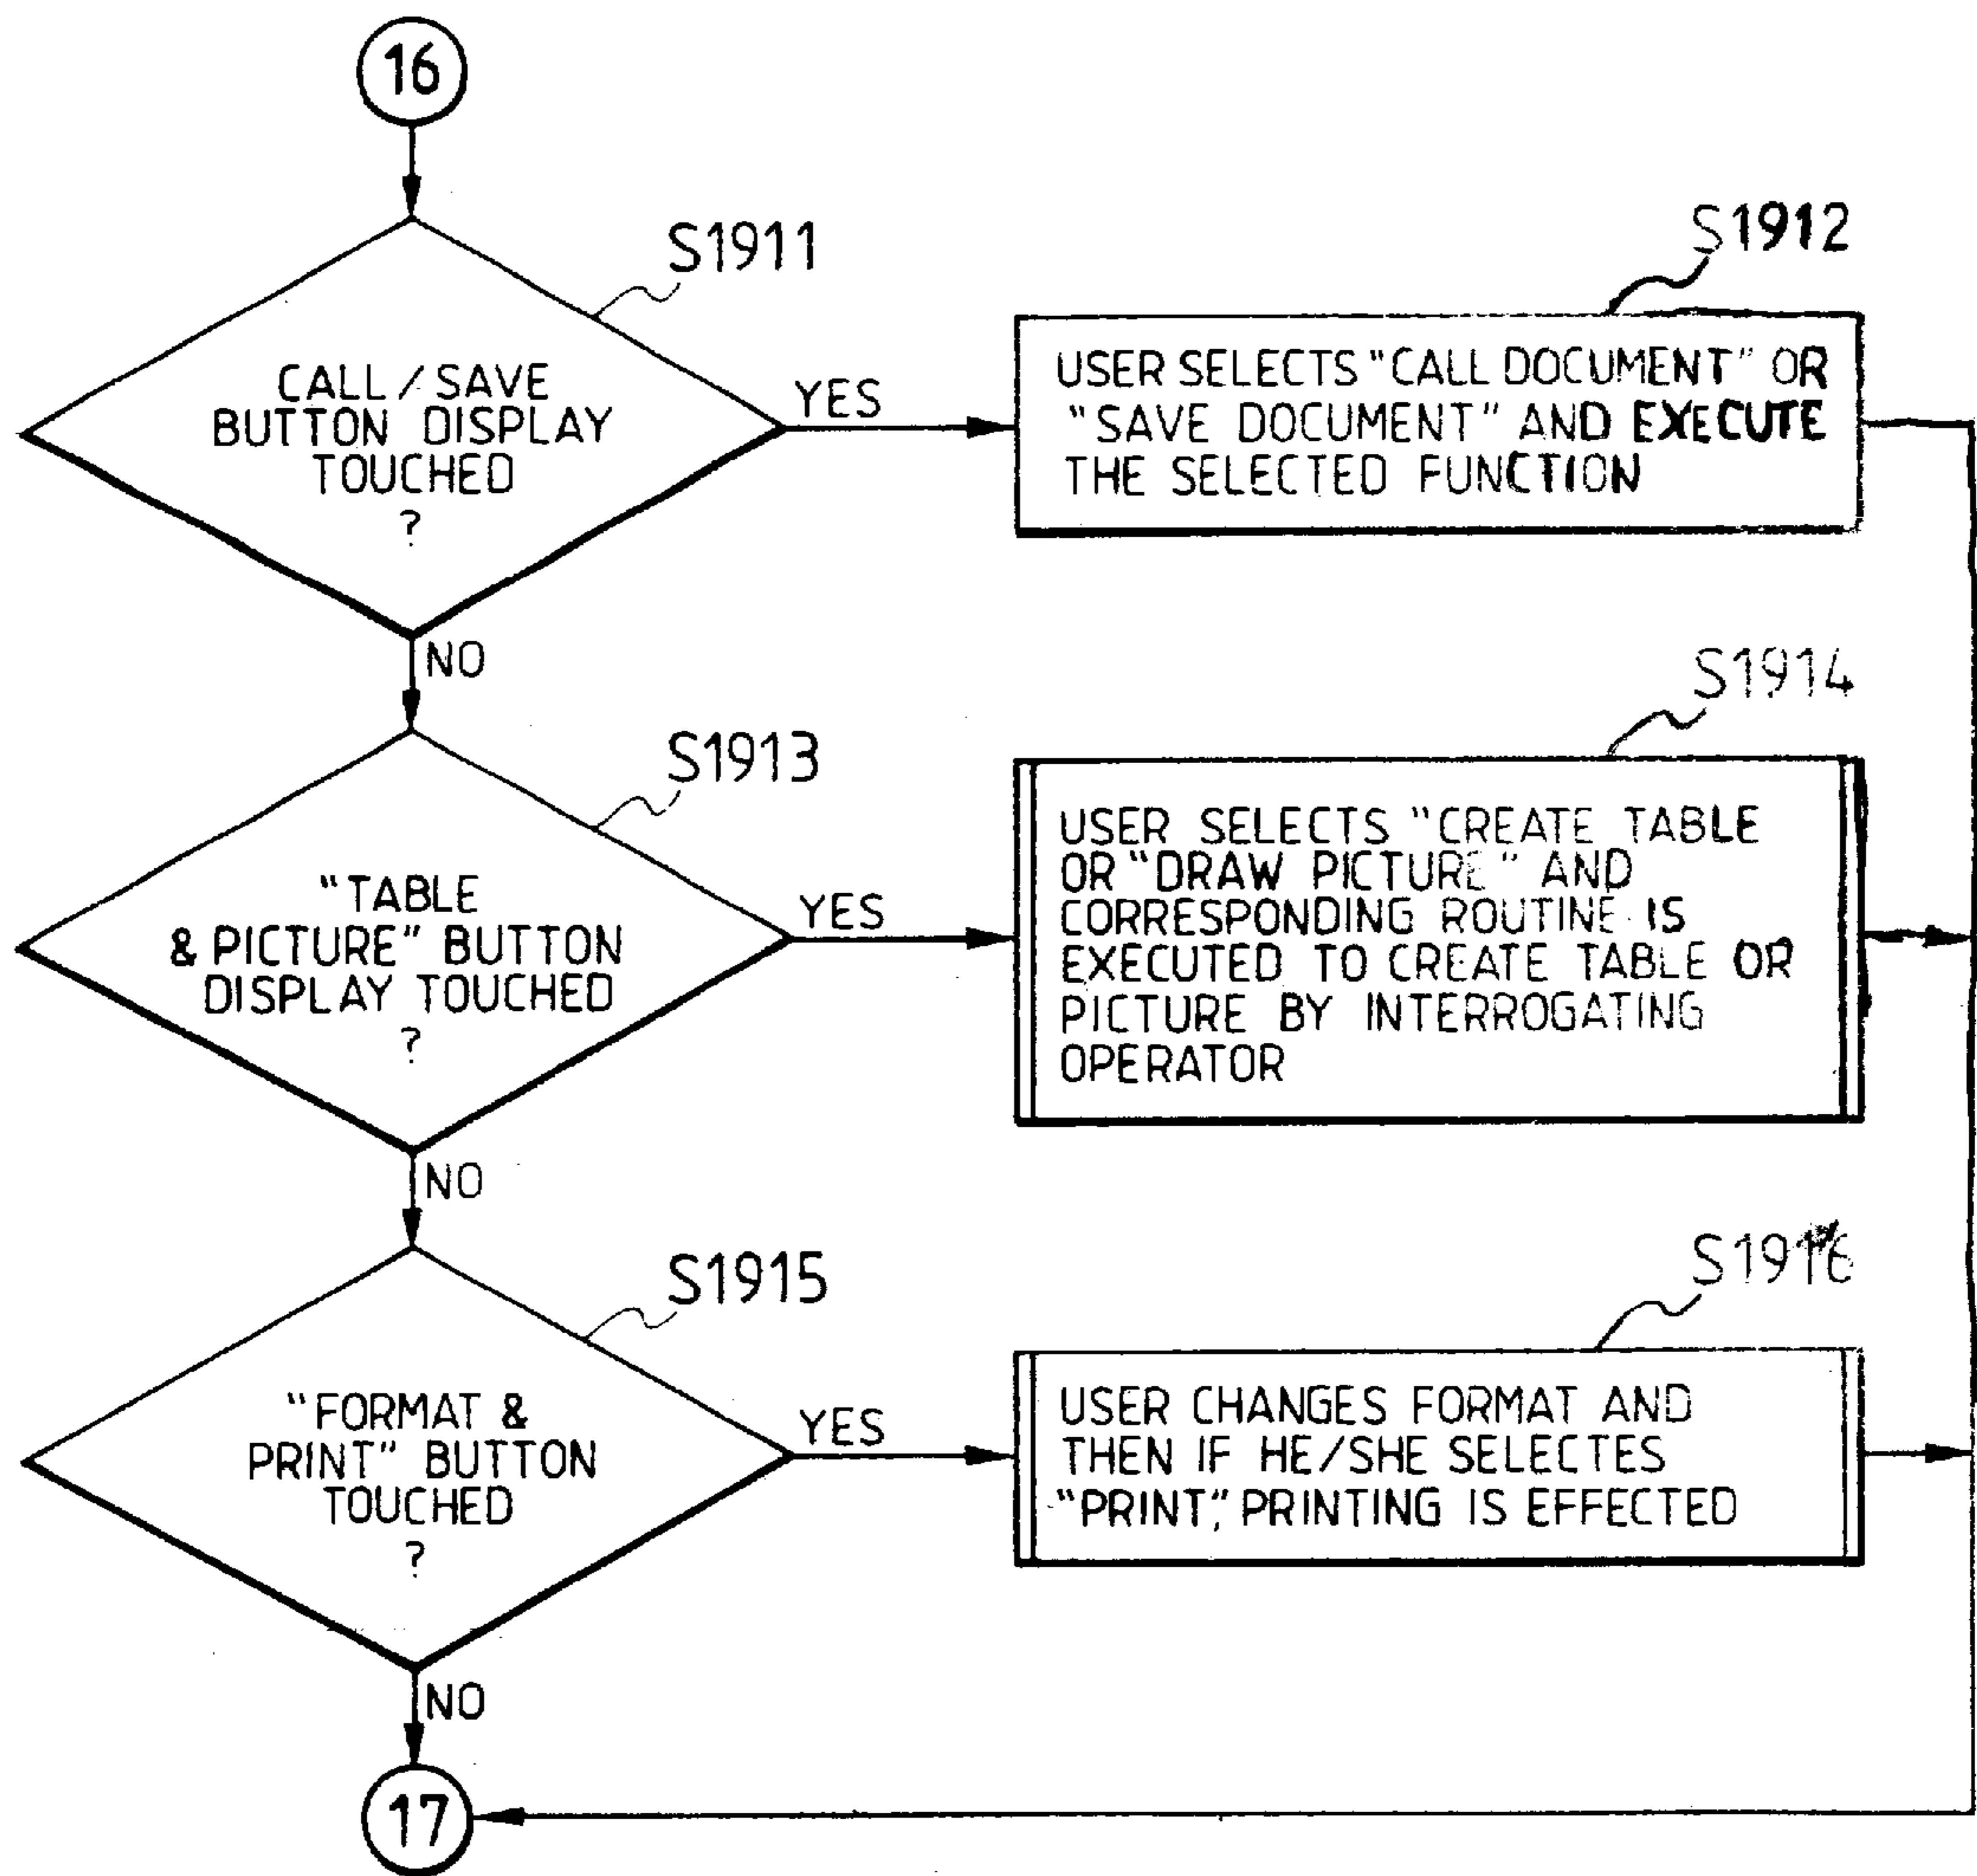 16
S1911
CALL/SAVE
BUTTON DISPLAY
TOUCHED
?
YES
NO
S1912
USER SELECTS "CALL DOCUMENT" OR
"SAVE DOCUMENT" AND EXECUTE
THE SELECTED FUNCTION
S1913
"TABLE
& PICTURE" BUTTON
DISPLAY TOUCHED
?
YES
NO
S1914
USER SELECTS "CREATE TABLE
OR "DRAW PICTURE" AND
CORRESPONDING ROUTINE IS
EXECUTED TO CREATE TABLE OR
PICTURE BY INTERROGATING
OPERATOR
S1915
"FORMAT &
PRINT" BUTTON
TOUCHED
?
YES
NO
S1916
USER CHANGES FORMAT AND
THEN IF HE/SHE SELECTES
"PRINT", PRINTING IS EFFECTED
17